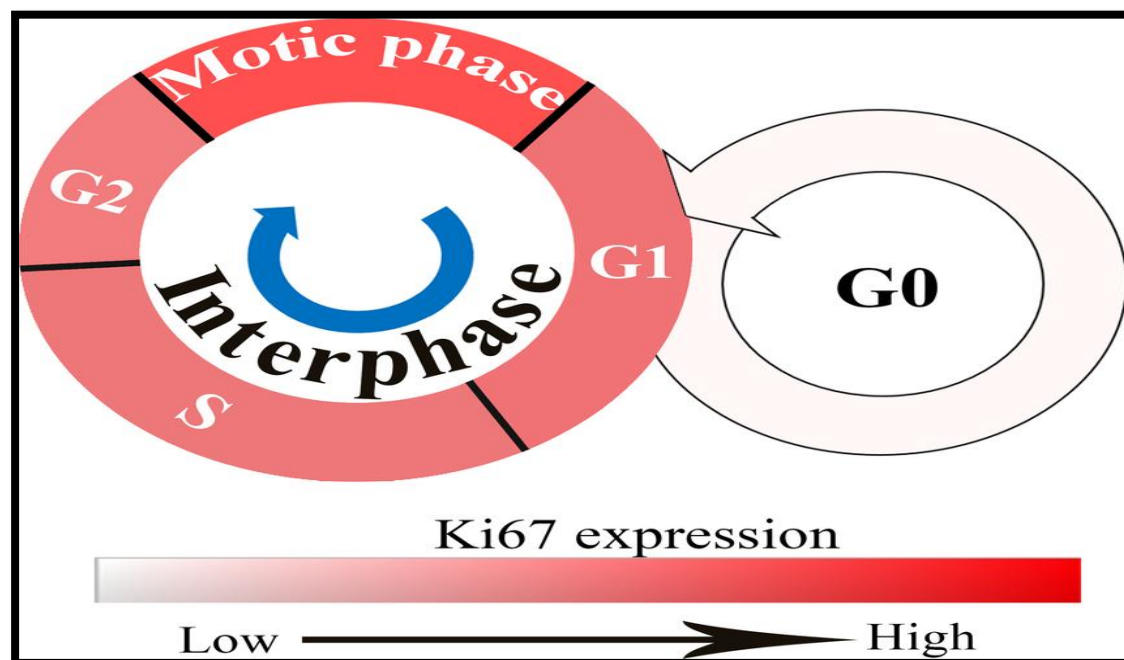 Motic phase
G2
G1
G0
Interphase
S
Ki67 expression
Low
High